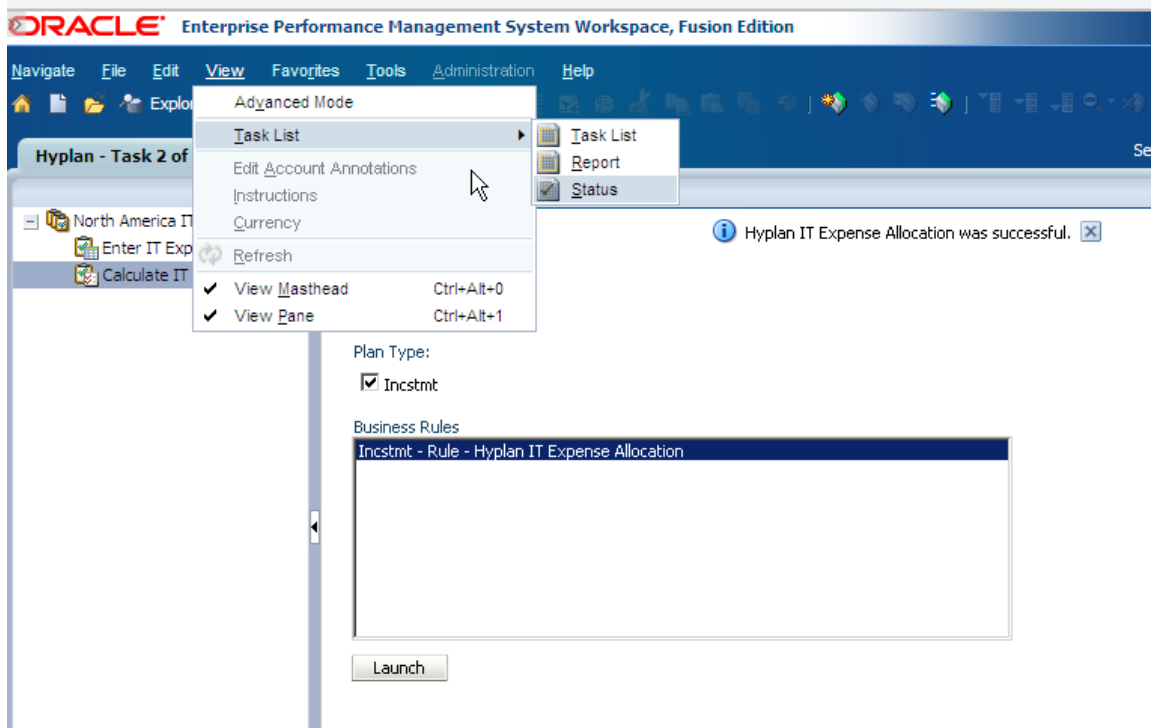 ORACLE Enterprise Performance Management System Workspace, Fusion Edition
Navigate File Edit View Favorites Tools Administration Help
Explor
Advanced Mode
Task List
Edit Account Annotations
Instructions
Currency
Refresh
View Masthead Ctrl+Alt+0
View Pane Ctrl+Alt+1
Task List
Report
Status
Hyplan - Task 2 of
Se
North America IT
Enter IT Exp
Calculate IT
Hyplan IT Expense Allocation was successful.
Plan Type:
Incstmt
Business Rules
Incstmt - Rule - Hyplan IT Expense Allocation
Launch